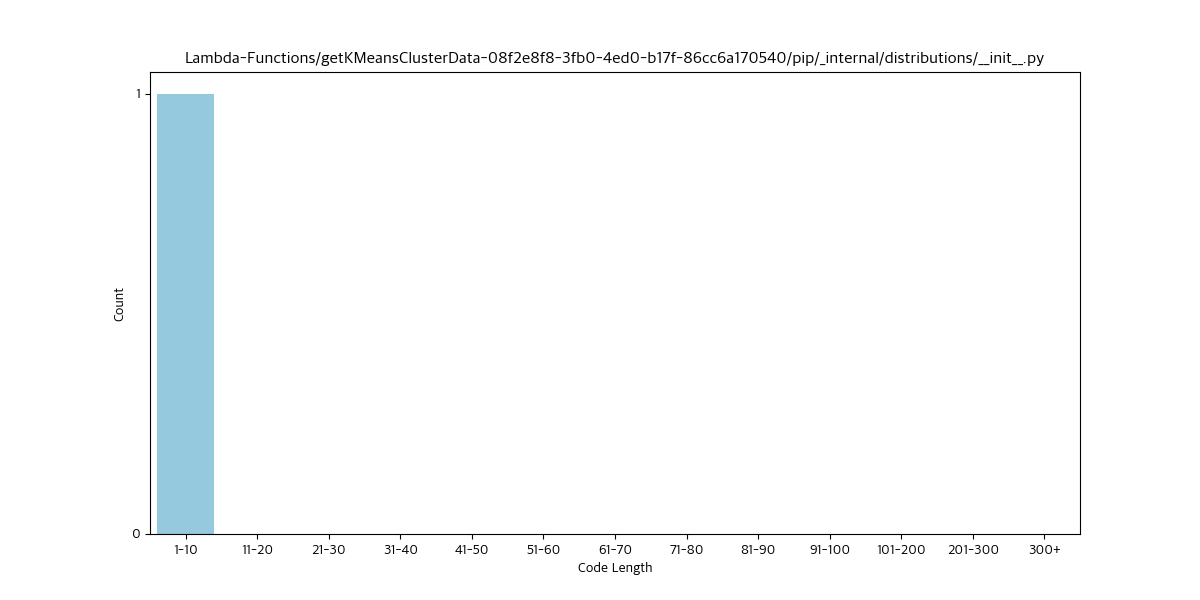 Lambda-Functions/getKMeansClusterData-08f2e8f8-3fb0-4ed0-b17f-86cc6a170540/pip/_internal/distributions/__init__.py
1
Count
0
1-10 11-20 21-30 31-40 41-50 51-60 61-70 71-80 81-90 91-100 101-200 201-300 300+
Code Length